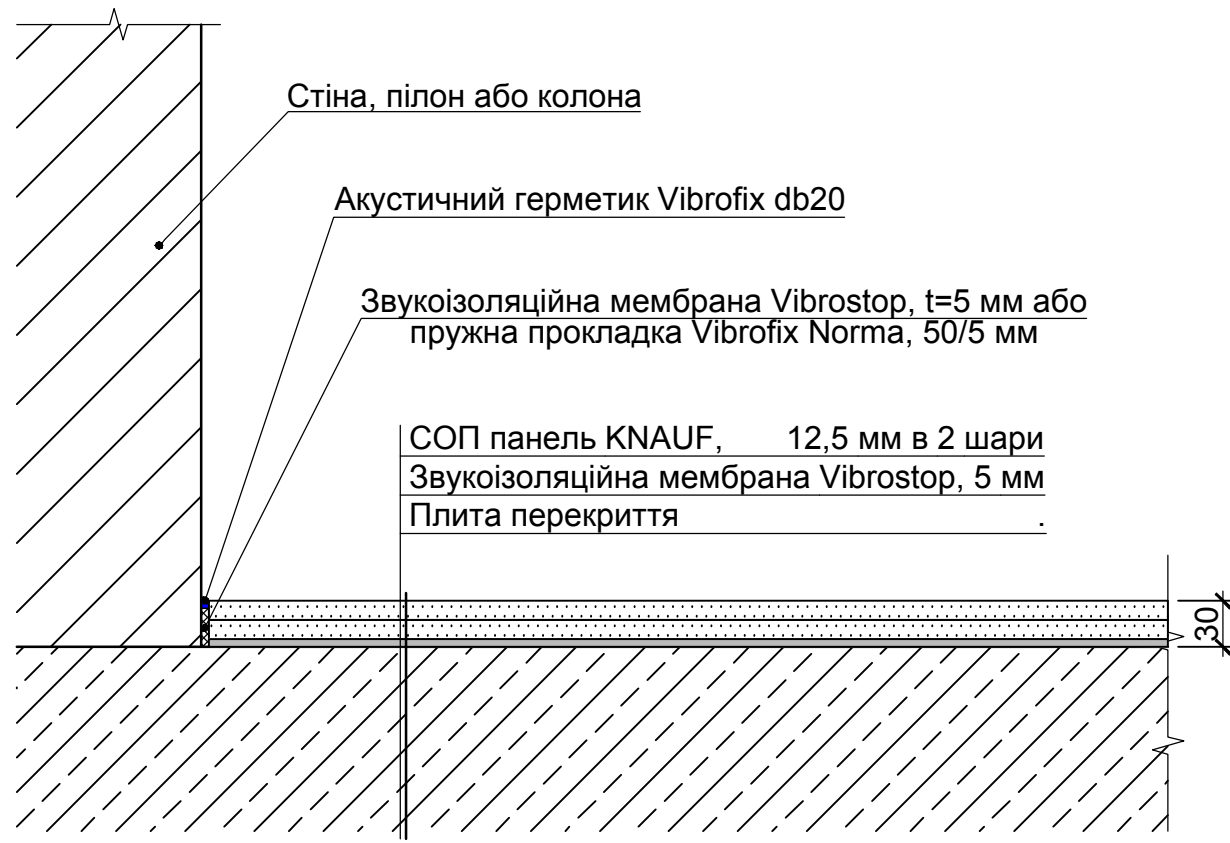 Стіна, пілон або колона
Акустичний герметик Vibrofix db20
Звукоізоляційна мембрана Vibrostop, t=5 мм або
пружна прокладка Vibrofix Norma, 50/5 мм
СОП панель KNAUF, 12,5 мм в 2 шари
Звукоізоляційна мембрана Vibrostop, 5 мм
Плита перекриття .
30